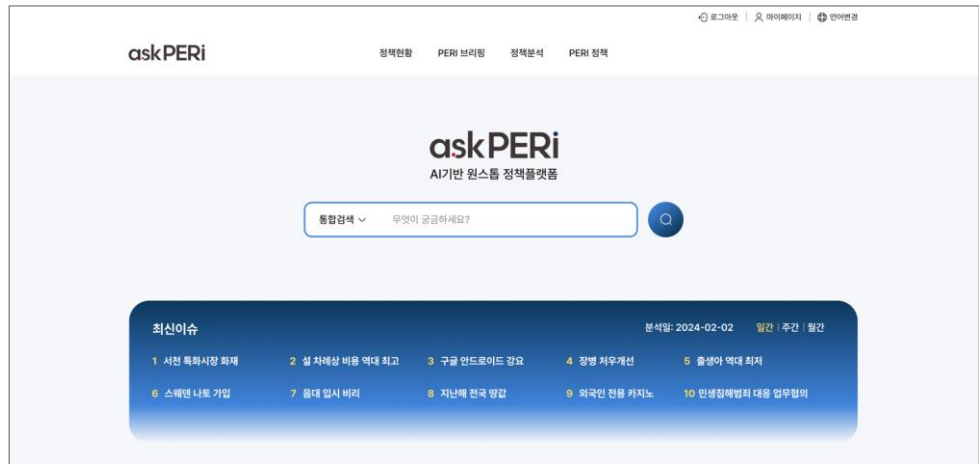 로그아웃 마이페이지 언어변경
askPERi 정책현황 PERI 브리핑 정책분석 PERI 정책
askPERi
AI기반 원스톱 정책플랫폼
통합검색 무엇이 궁금하세요?
최신이슈 분석일: 2024-02-02 일간 | 주간 | 월간
1 서천 특화시장 화재 2 설 차례상 비용 역대 최고 3 구글 안드로이드 강요 4 장병 처우개선 5 출생아 역대 최저
6 스웨덴 나토 가입 7 음대 입시 비리 8 지난해 전국 땅값 9 외국인 전용 카지노 10 민생침해범죄 대응 업무협의